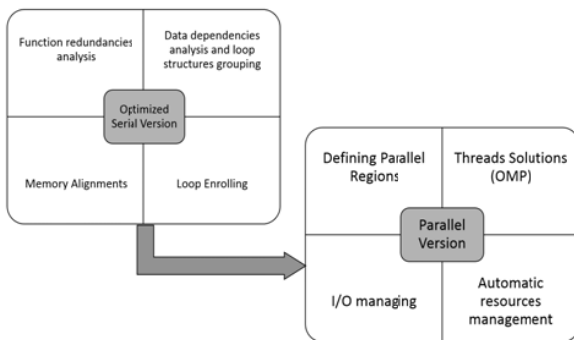 Function redundancies
analysis
Data dependencies
analysis and loop
structures grouping
Optimized
Serial Version
Memory Alignments
Loop Enrolling
Defining Parallel
Regions
Threads Solutions
(OMP)
Parallel
Version
I/O managing
Automatic
resources
management